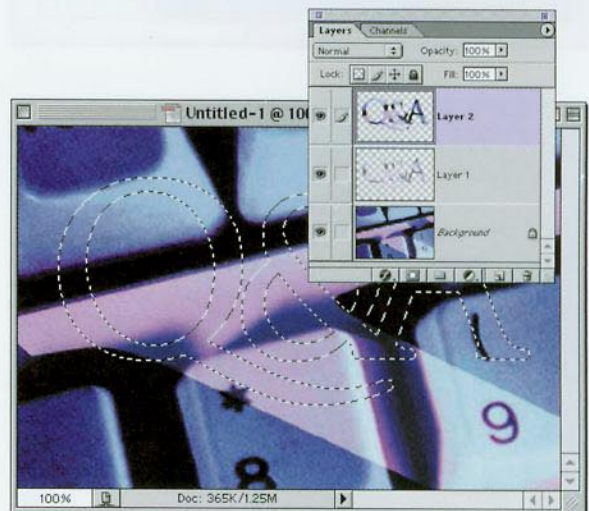 Layers Channels
Normal Opacity: 100%
Lock: Fill: 100%
Untitled-1 @ 100
Q&A Layer 2
Q&A Layer 1
Background
*
8
9
100% Doc: 365K/1.25M